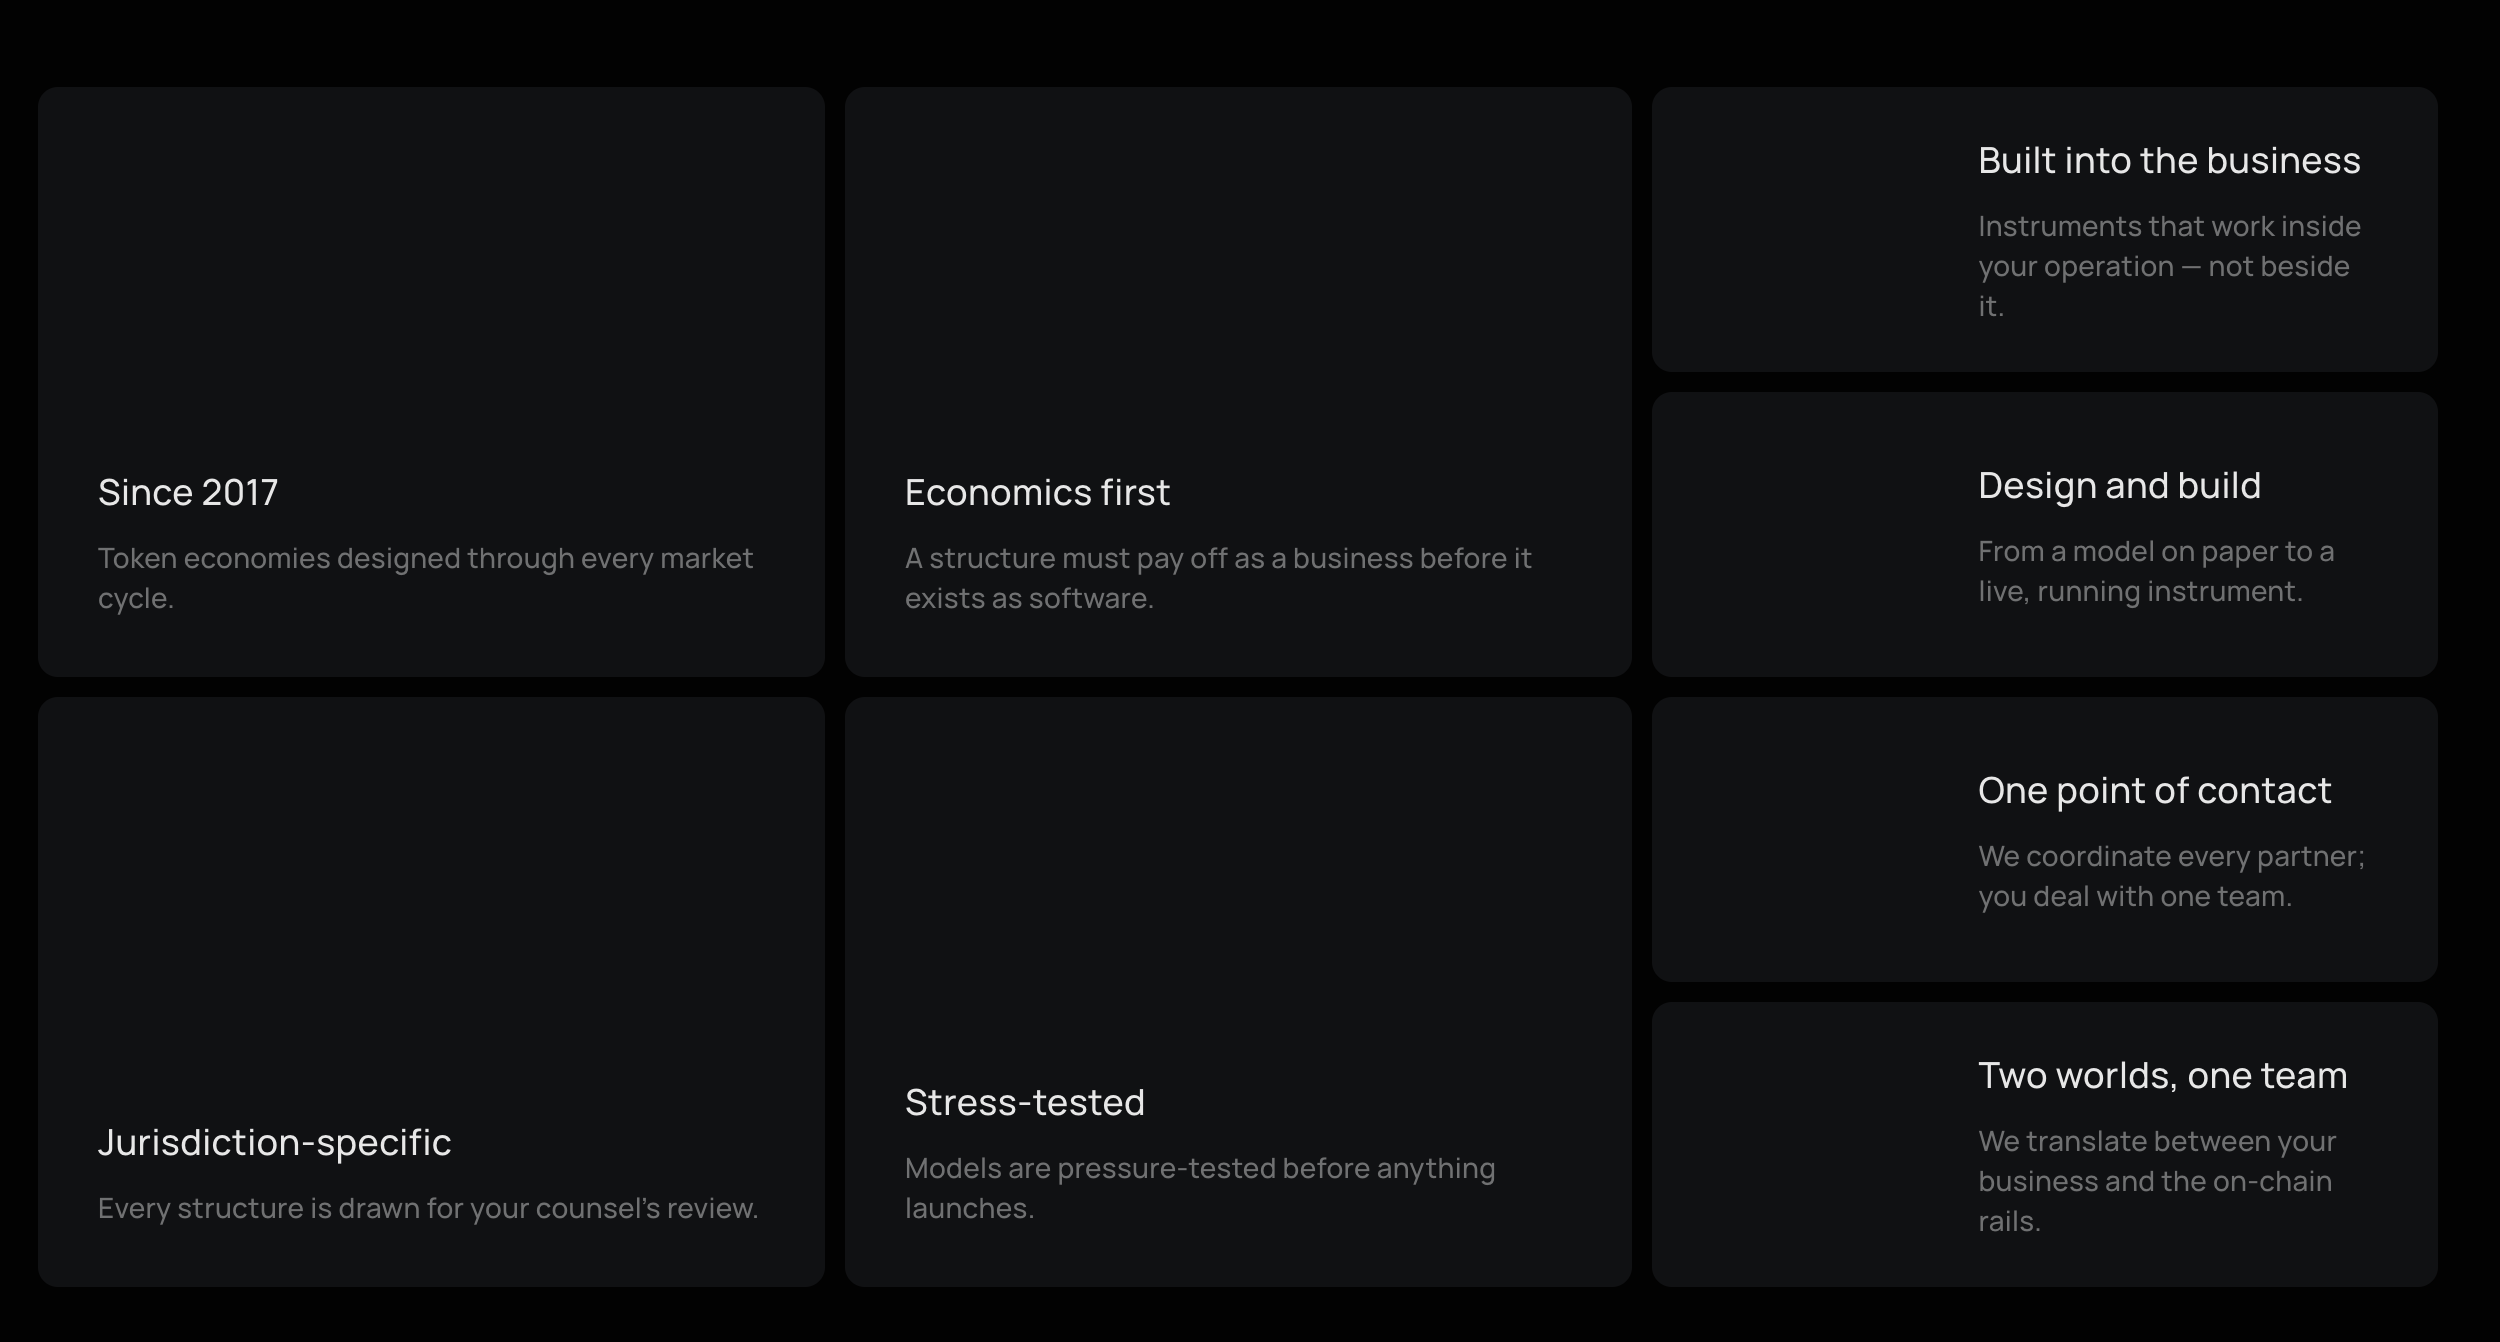 Since 2017
Token economies designed through every market
cycle.
Economics first
A structure must pay off as a business before it
exists as software.
Built into the business
Instruments that work inside
your operation — not beside
it.
Design and build
From a model on paper to a
live, running instrument.
Jurisdiction-specific
Every structure is drawn for your counsel’s review.
Stress-tested
Models are pressure-tested before anything
launches.
One point of contact
We coordinate every partner;
you deal with one team.
Two worlds, one team
We translate between your
business and the on-chain
rails.